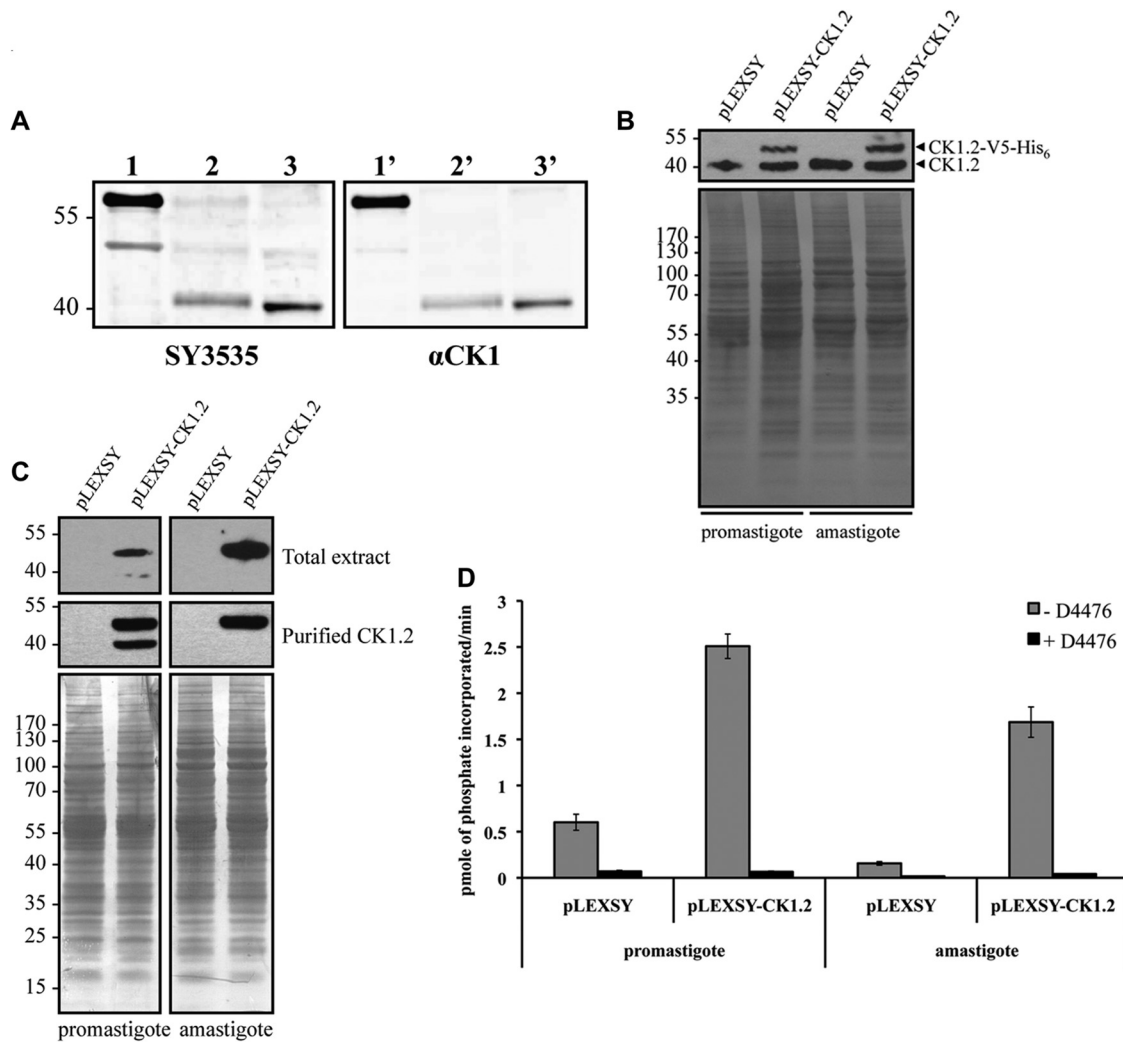 A
1 2 3 1’ 2’ 3’
55
40
SY3535 αCK1
B
pLEXSY pLEXSY-CK1.2 pLEXSY pLEXSY-CK1.2
55
40
CK1.2-V5-His6
CK1.2
170
130
100
70
55
40
35
promastigote amastigote
C
pLEXSY pLEXSY-CK1.2 pLEXSY pLEXSY-CK1.2
55
40
Total extract
55
40
Purified CK1.2
170
130
100
70
55
40
35
25
15
promastigote amastigote
D
pmole of phosphate incorporated/min
3
2.5
2
1.5
1
0.5
0
- D4476
+ D4476
pLEXSY pLEXSY-CK1.2 pLEXSY pLEXSY-CK1.2
promastigote amastigote